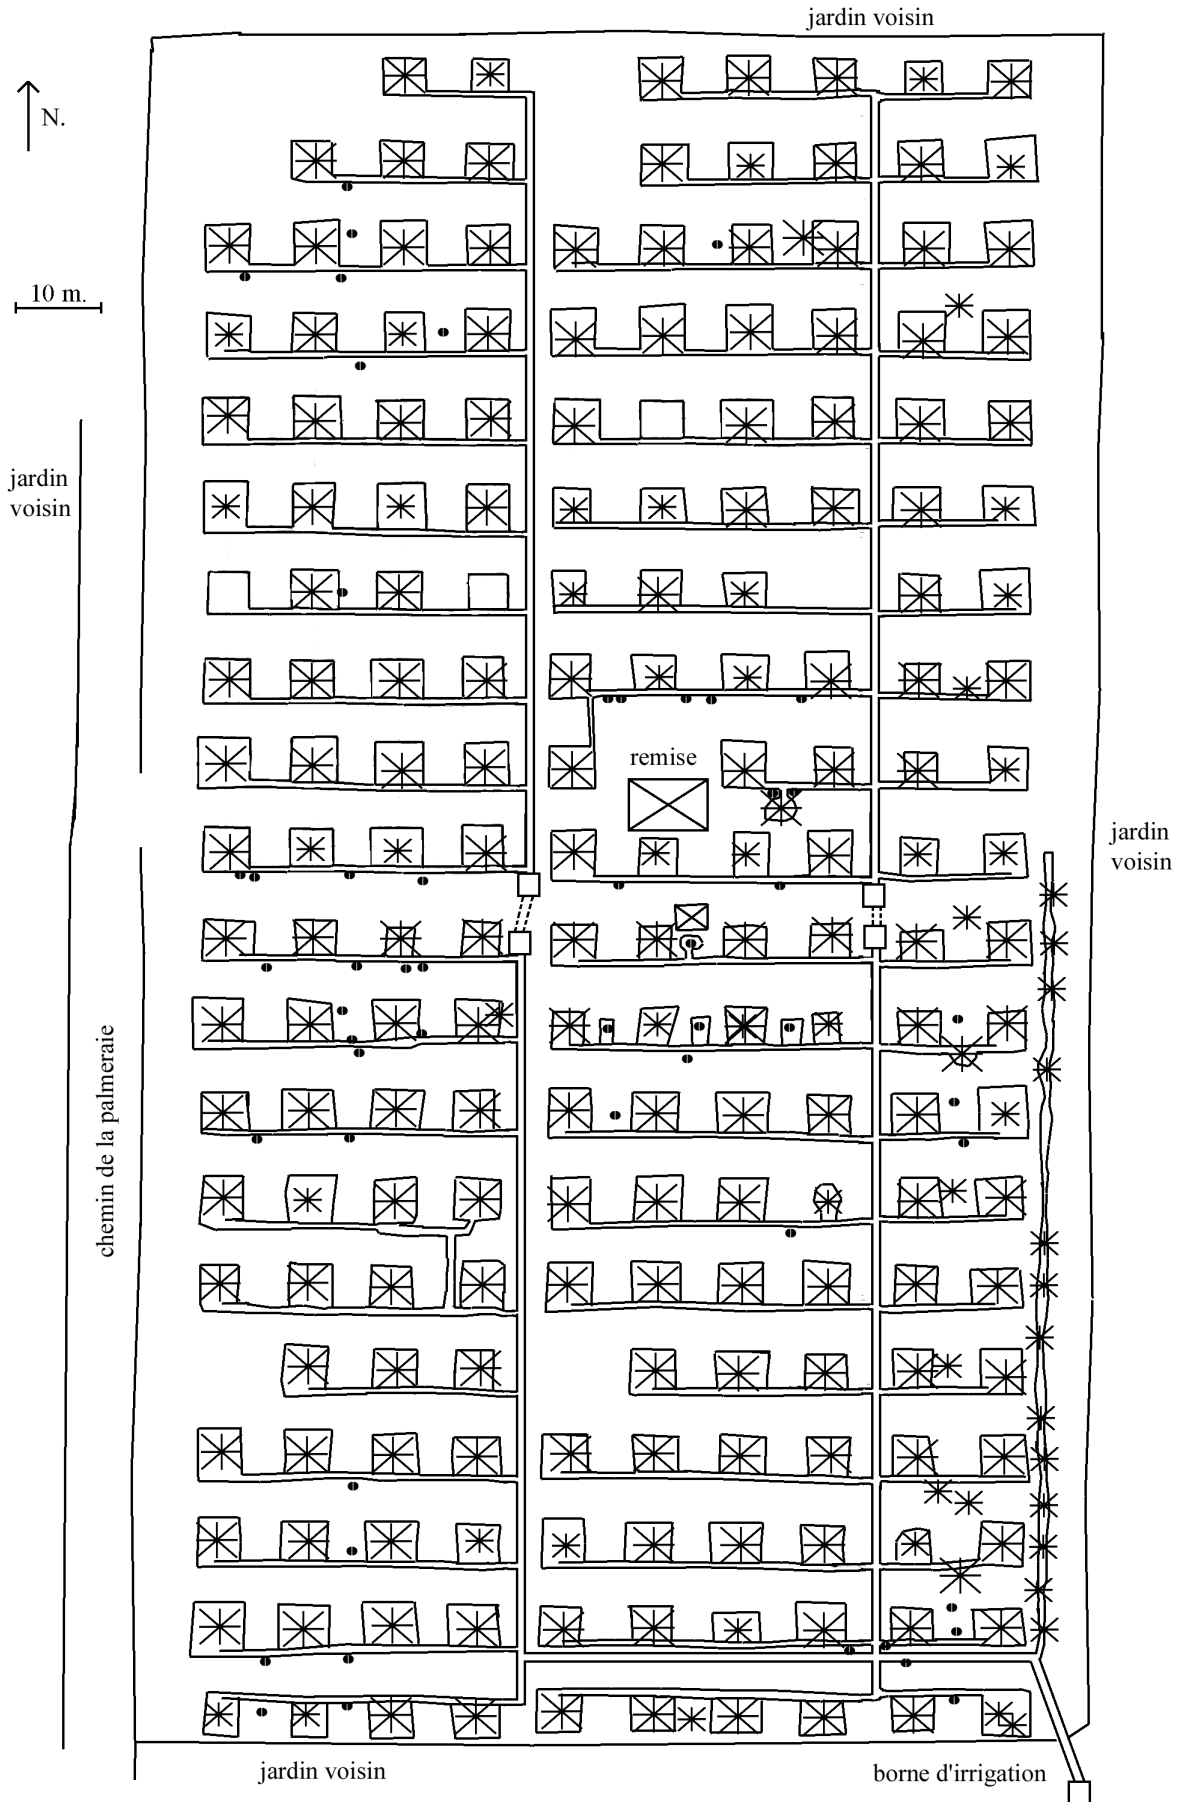 jardin voisin
N.
10 m.
jardin
voisin
remise
jardin
voisin
chemin de la palmeraie
jardin voisin
borne d'irrigation